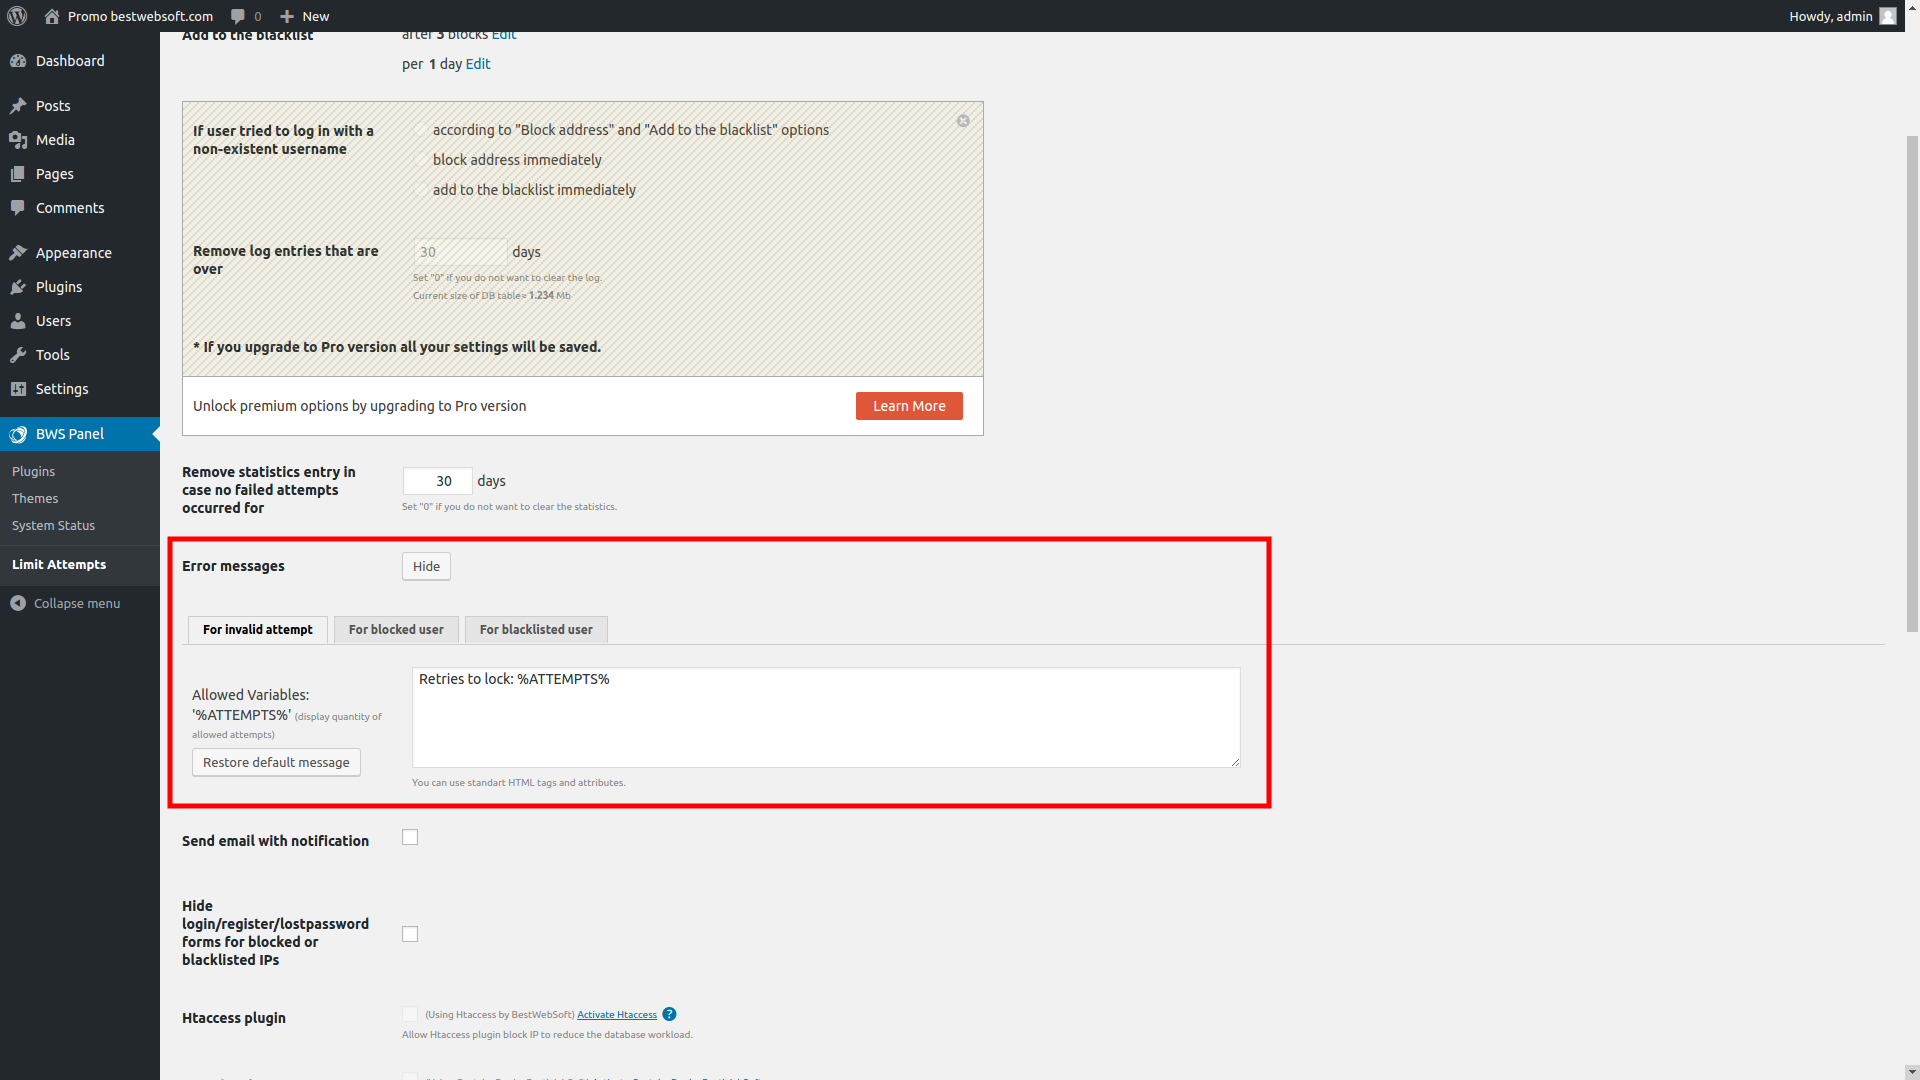 Promo bestwebsoft.com 0 New Howdy, admin
Dashboard
Posts
Media
Pages
Comments
Appearance
Plugins
Users
Tools
Settings
BWS Panel
Plugins
Themes
System Status
Limit Attempts
Collapse menu
Add to the blacklist after 3 blocks Edit
per 1 day Edit
If user tried to log in with a
non-existent username
according to "Block address" and "Add to the blacklist" options
block address immediately
add to the blacklist immediately
Remove log entries that are
over
30 days
Set "0" if you do not want to clear the log.
Current size of DB table≈ 1.234 Mb
* If you upgrade to Pro version all your settings will be saved.
Unlock premium options by upgrading to Pro version Learn More
Remove statistics entry in
case no failed attempts
occurred for
30 days
Set "0" if you do not want to clear the statistics.
Error messages Hide
For invalid attempt For blocked user For blacklisted user
Allowed Variables:
'%ATTEMPTS%' (display quantity of
allowed attempts)
Restore default message
Retries to lock: %ATTEMPTS%
You can use standart HTML tags and attributes.
Send email with notification
Hide
login/register/lostpassword
forms for blocked or
blacklisted IPs
Htaccess plugin (Using Htaccess by BestWebSoft) Activate Htaccess ?
Allow Htaccess plugin block IP to reduce the database workload.